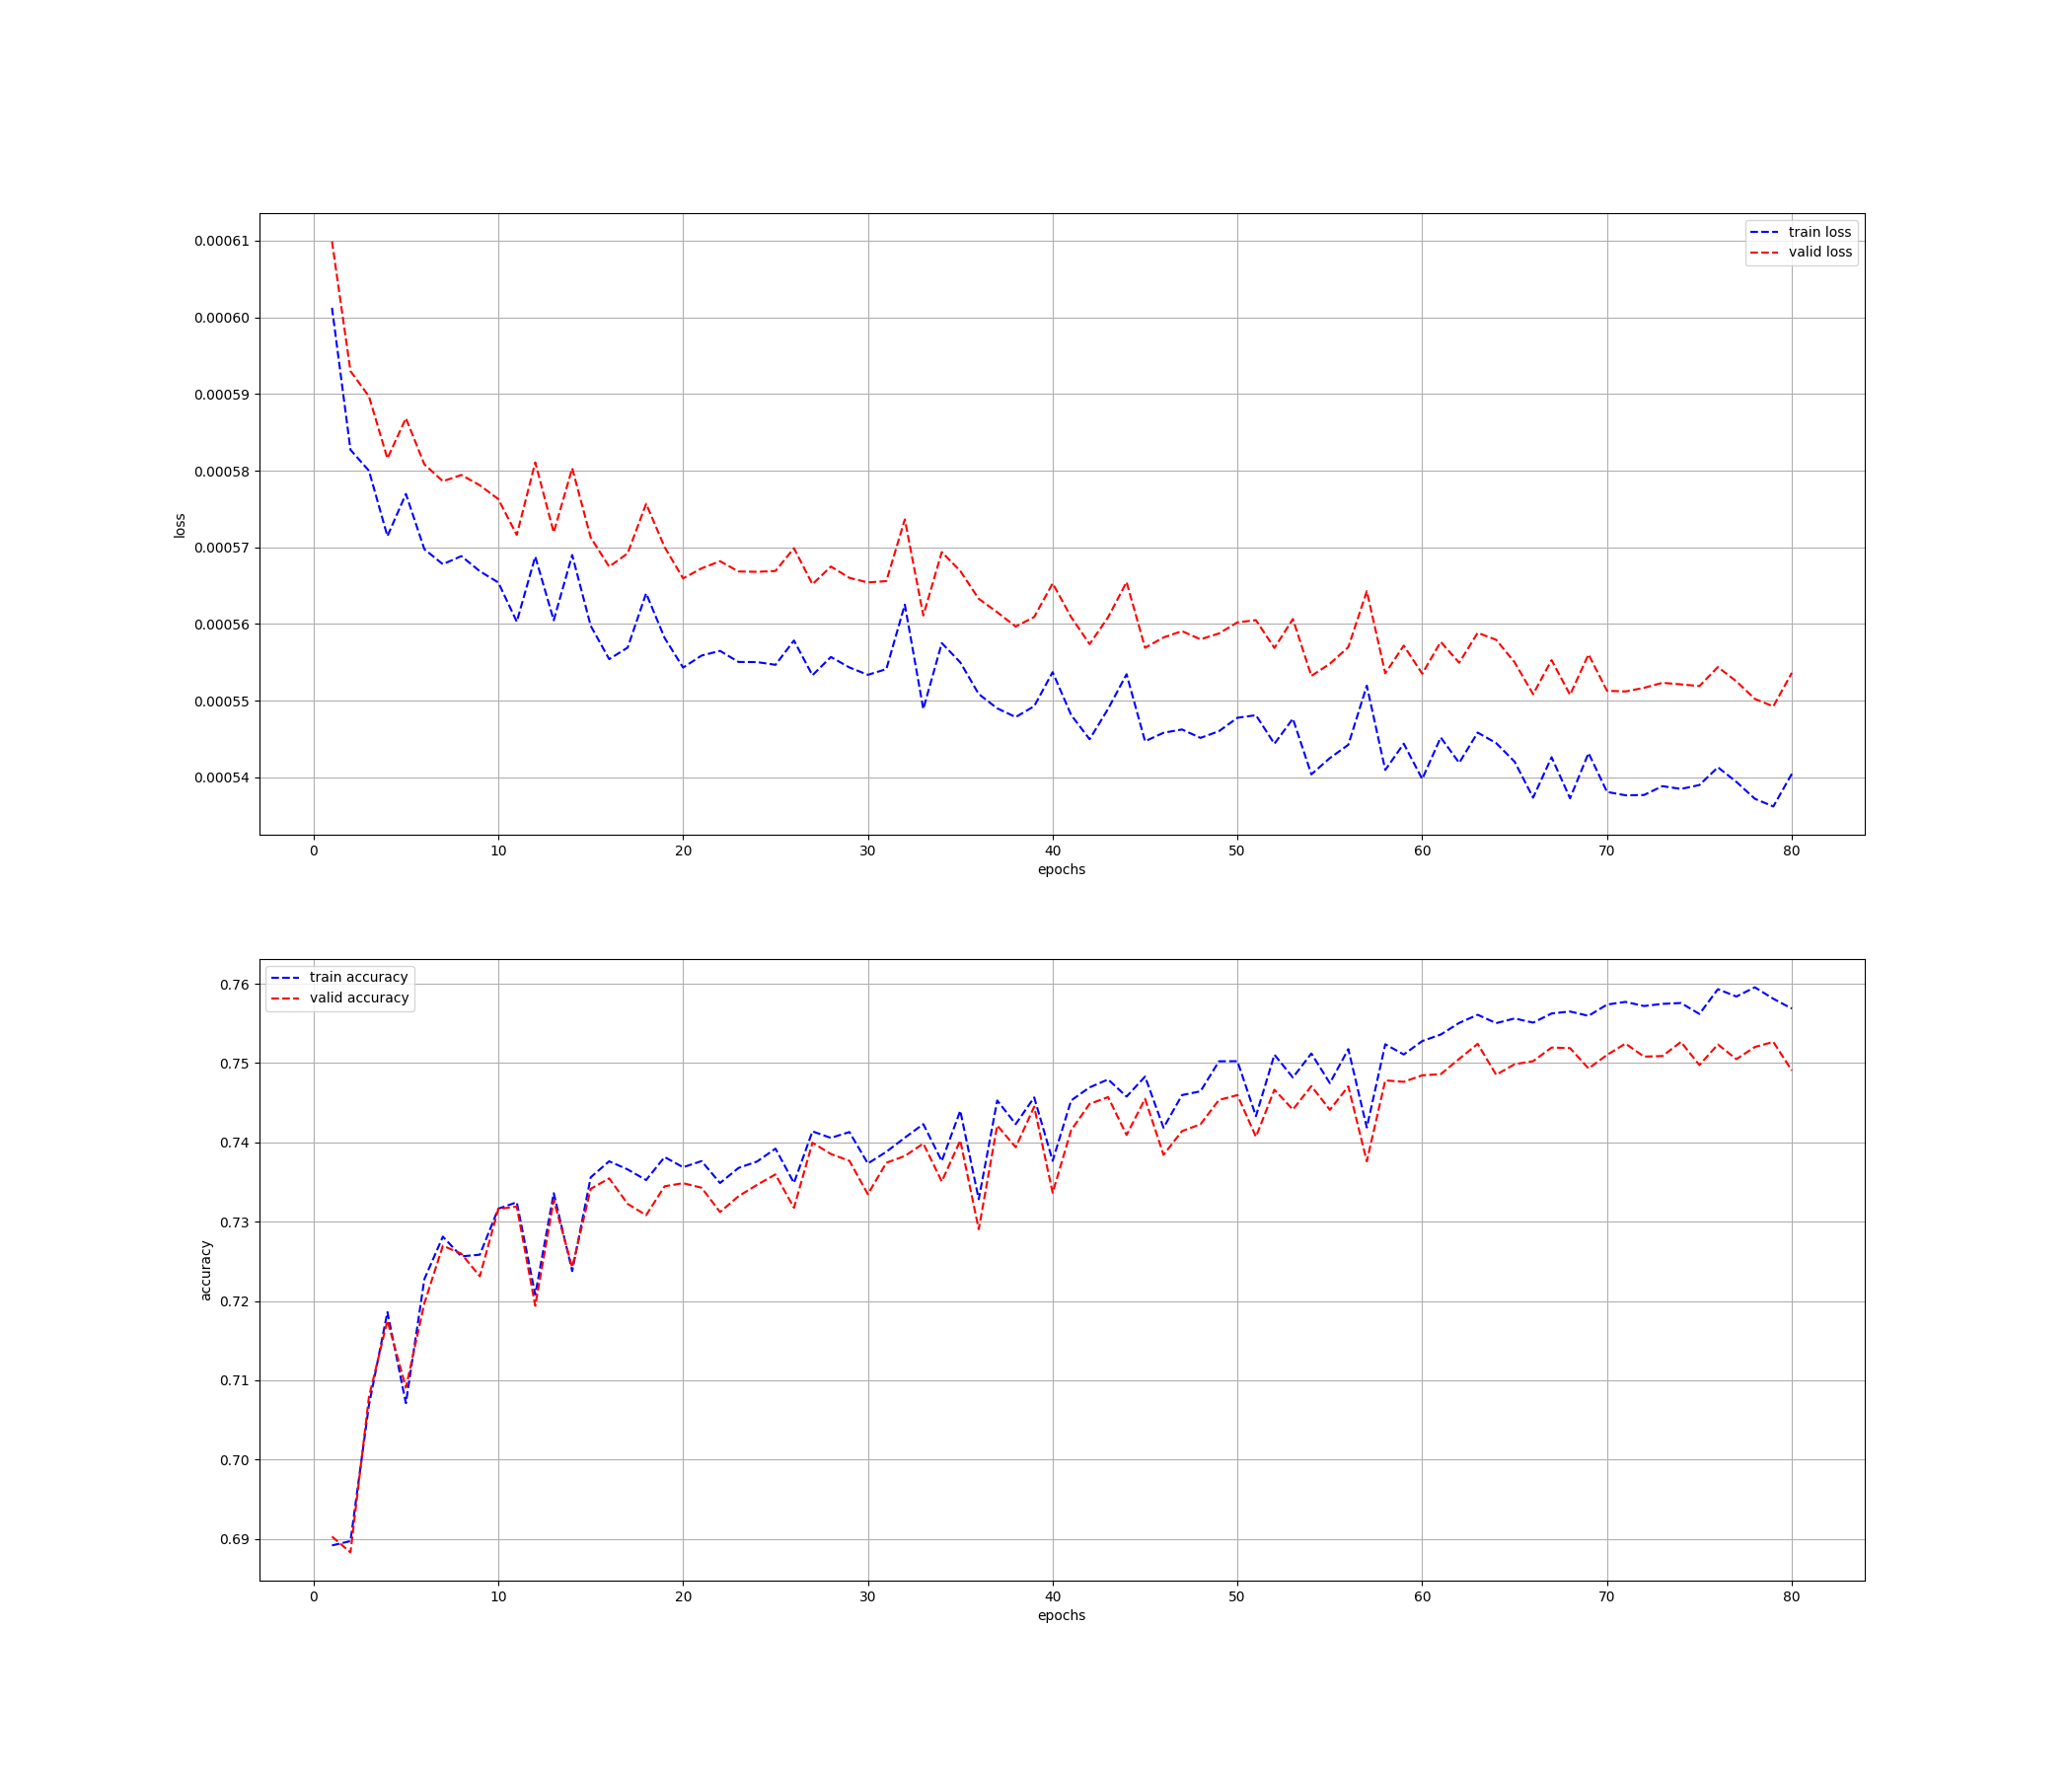 0.00061
0.00060
0.00059
0.00058
0.00057
0.00056
0.00055
0.00054
loss
train loss
valid loss
0 10 20 30 40 50 60 70 80
epochs
0.76
0.75
0.74
0.73
0.72
0.71
0.70
0.69
accuracy
train accuracy
valid accuracy
0 10 20 30 40 50 60 70 80
epochs